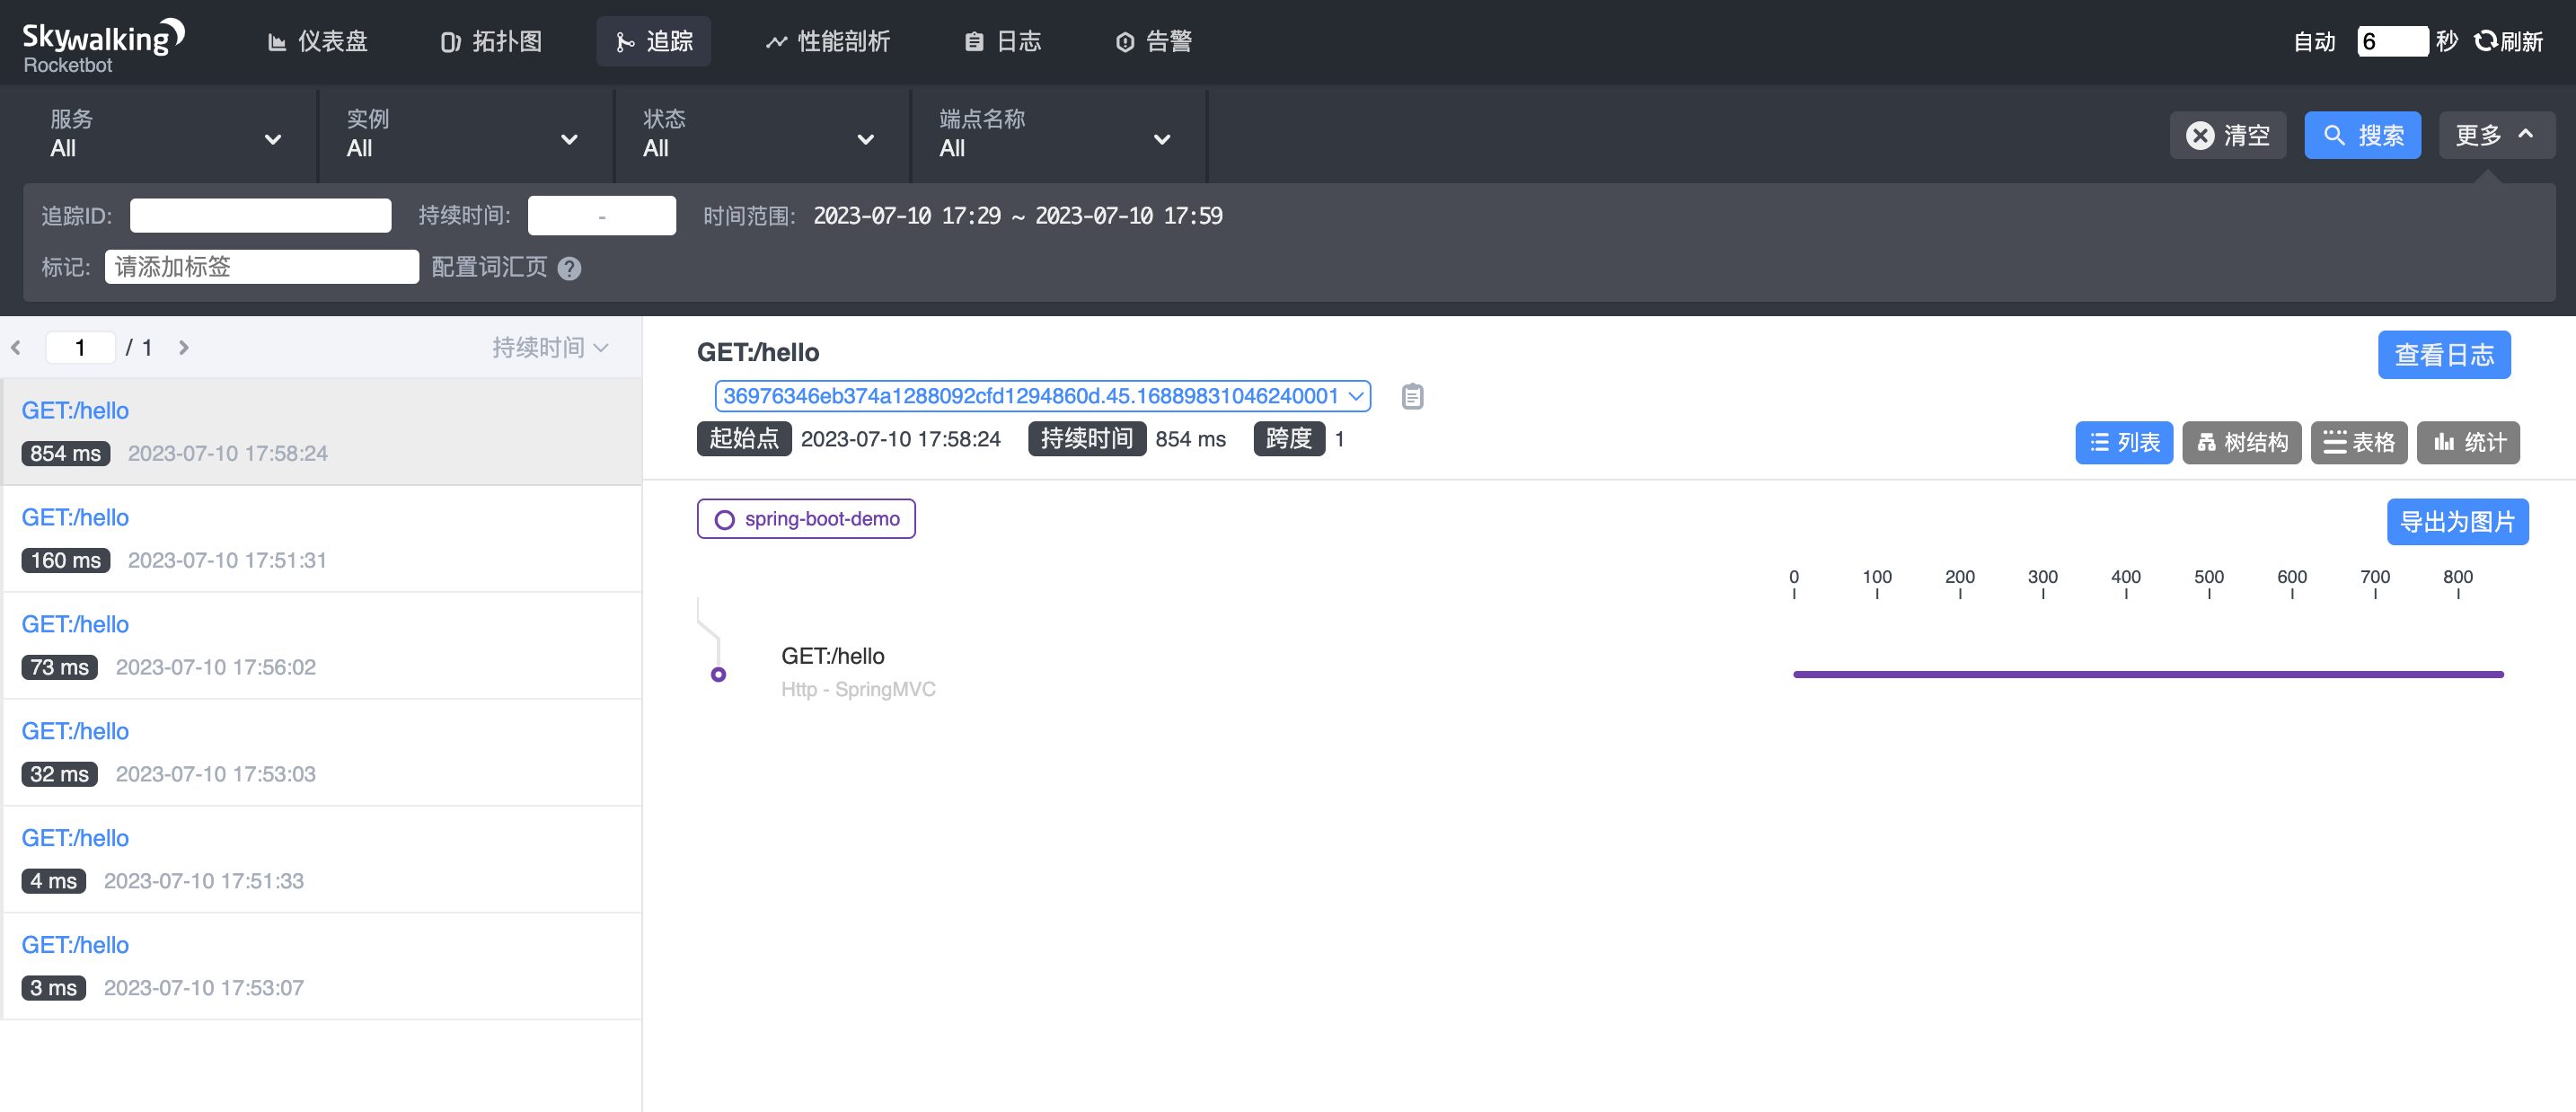 Skywalking
Rocketbot
仪表盘
拓扑图
追踪
性能剖析
日志
告警
自动 6 秒 刷新
服务
All
实例
All
状态
All
端点名称
All
清空
搜索
更多
追踪ID:
持续时间: -
时间范围: 2023-07-10 17:29 ~ 2023-07-10 17:59
标记: 请添加标签 配置词汇页 ?
1 / 1
持续时间
GET:/hello
854 ms 2023-07-10 17:58:24
GET:/hello
160 ms 2023-07-10 17:51:31
GET:/hello
73 ms 2023-07-10 17:56:02
GET:/hello
32 ms 2023-07-10 17:53:03
GET:/hello
4 ms 2023-07-10 17:51:33
GET:/hello
3 ms 2023-07-10 17:53:07
GET:/hello
查看日志
36976346eb374a1288092cfd1294860d.45.16889831046240001
起始点 2023-07-10 17:58:24 持续时间 854 ms 跨度 1
列表 树结构 表格 统计
spring-boot-demo
导出为图片
0 100 200 300 400 500 600 700 800
GET:/hello
Http - SpringMVC